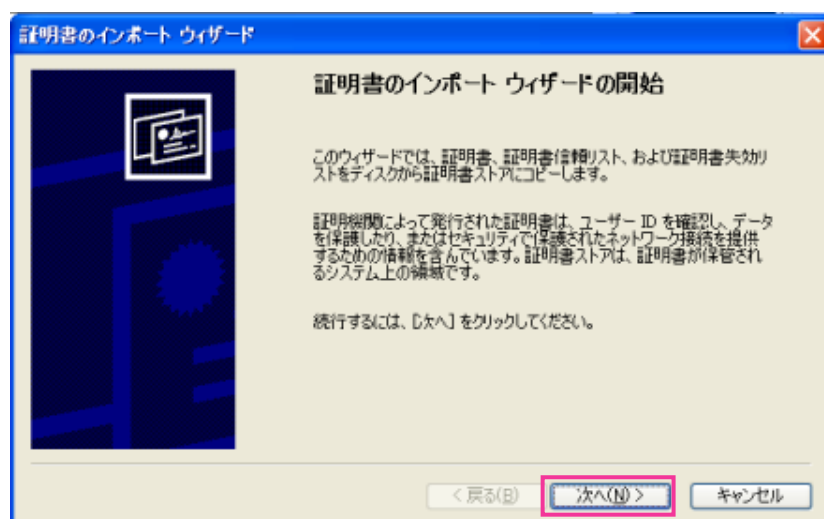 証明書のインポート ウィザード
証明書のインポート ウィザードの開始
このウィザードでは、証明書、証明書信頼リスト、および証明書失効リ
ストをディスクから証明書ストアにコピーします。
証明機関によって発行された証明書は、ユーザー ID を確認し、データ
を保護したり、またはセキュリティで保護されたネットワーク接続を提供
するための情報を含んでいます。証明書ストアは、証明書が保管され
るシステム上の領域です。
続行するには、[次へ] をクリックしてください。
< 戻る(B)
次へ(N) >
キャンセル